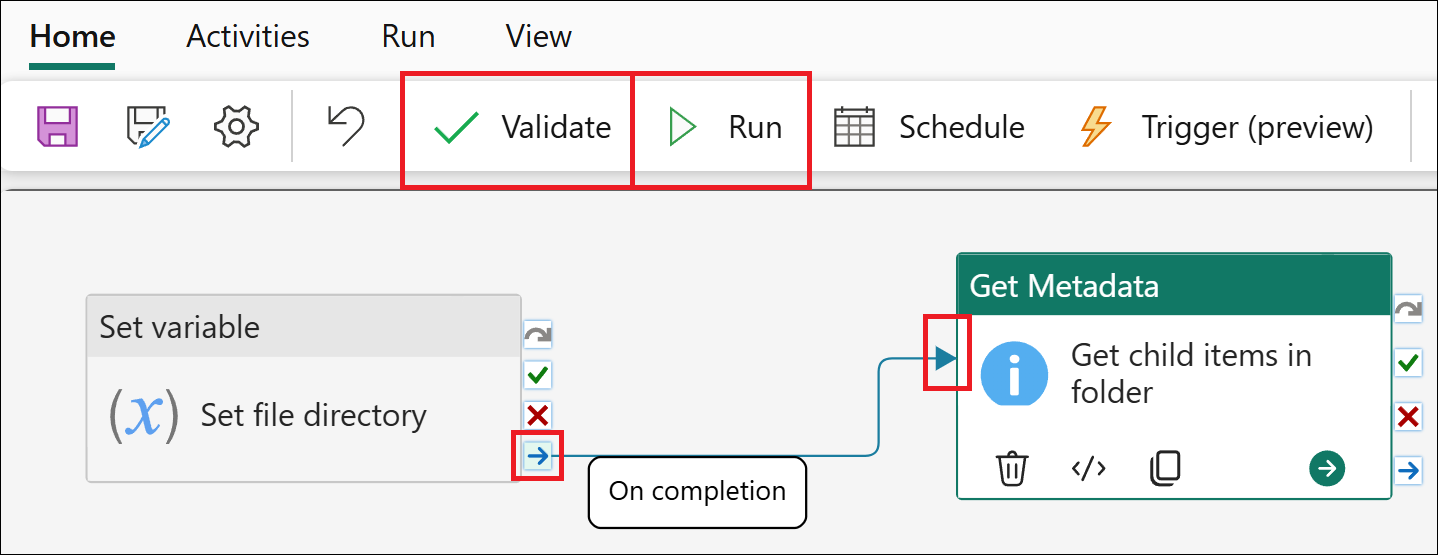 Home Activities Run View
Validate Run Schedule Trigger (preview)
Get Metadata
Set variable
Get child items in
folder
(x) Set file directory
</>
On completion